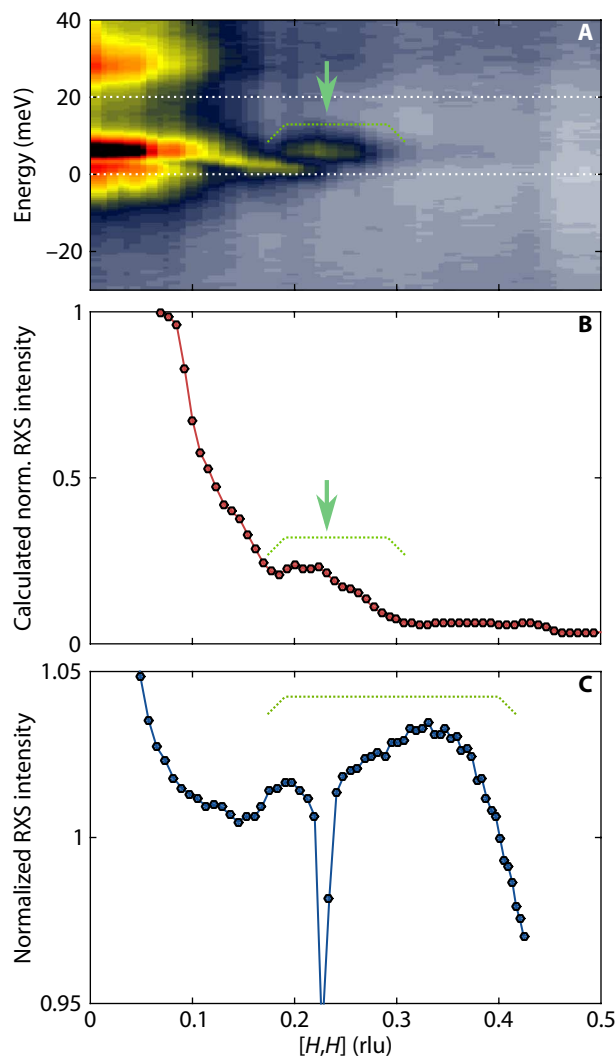 40
A
20
0
−20
Energy (meV)
1
B
0.5
0
Calculated norm. RXS intensity
1.05
C
1
0.95
Normalized RXS intensity
0 0.1 0.2 0.3 0.4 0.5
[H,H] (rlu)